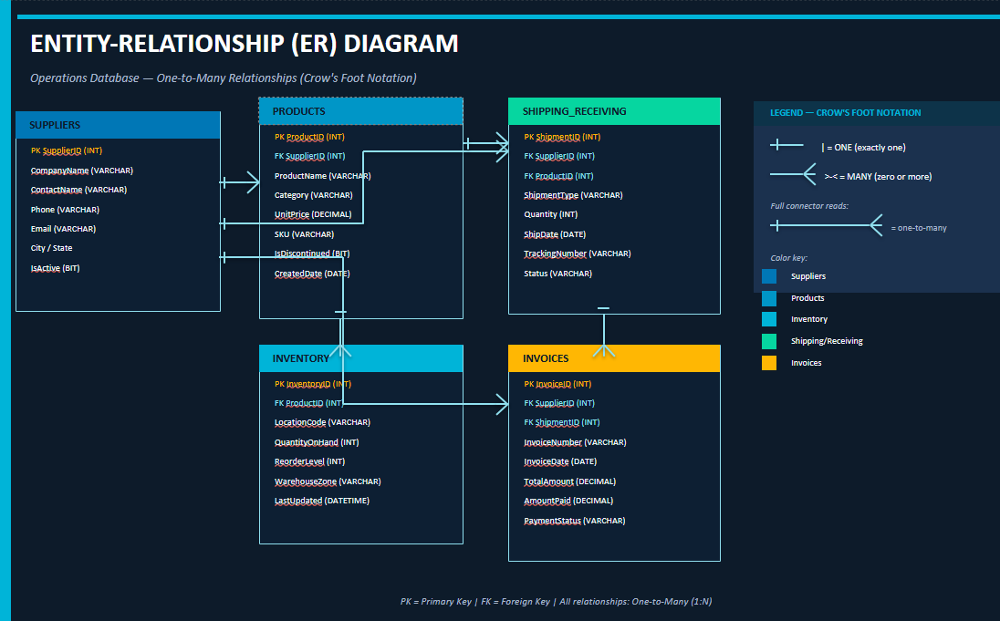 ENTITY-RELATIONSHIP (ER) DIAGRAM
Operations Database — One-to-Many Relationships (Crow's Foot Notation)
SUPPLIERS
PK SupplierID (INT)
CompanyName (VARCHAR)
ContactName (VARCHAR)
Phone (VARCHAR)
Email (VARCHAR)
City / State
IsActive (BIT)
PRODUCTS
PK ProductID (INT)
FK SupplierID (INT)
ProductName (VARCHAR)
Category (VARCHAR)
UnitPrice (DECIMAL)
SKU (VARCHAR)
IsDiscontinued (BIT)
CreatedDate (DATE)
SHIPPING_RECEIVING
PK ShipmentID (INT)
FK SupplierID (INT)
FK ProductID (INT)
ShipmentType (VARCHAR)
Quantity (INT)
ShipDate (DATE)
TrackingNumber (VARCHAR)
Status (VARCHAR)
INVENTORY
PK InventoryID (INT)
FK ProductID (INT)
LocationCode (VARCHAR)
QuantityOnHand (INT)
ReorderLevel (INT)
WarehouseZone (VARCHAR)
LastUpdated (DATETIME)
INVOICES
PK InvoiceID (INT)
FK SupplierID (INT)
FK ShipmentID (INT)
InvoiceNumber (VARCHAR)
InvoiceDate (DATE)
TotalAmount (DECIMAL)
AmountPaid (DECIMAL)
PaymentStatus (VARCHAR)
LEGEND — CROW'S FOOT NOTATION
| = ONE (exactly one)
>-< = MANY (zero or more)
Full connector reads:
= one-to-many
Color key:
Suppliers
Products
Inventory
Shipping/Receiving
Invoices
PK = Primary Key | FK = Foreign Key | All relationships: One-to-Many (1:N)